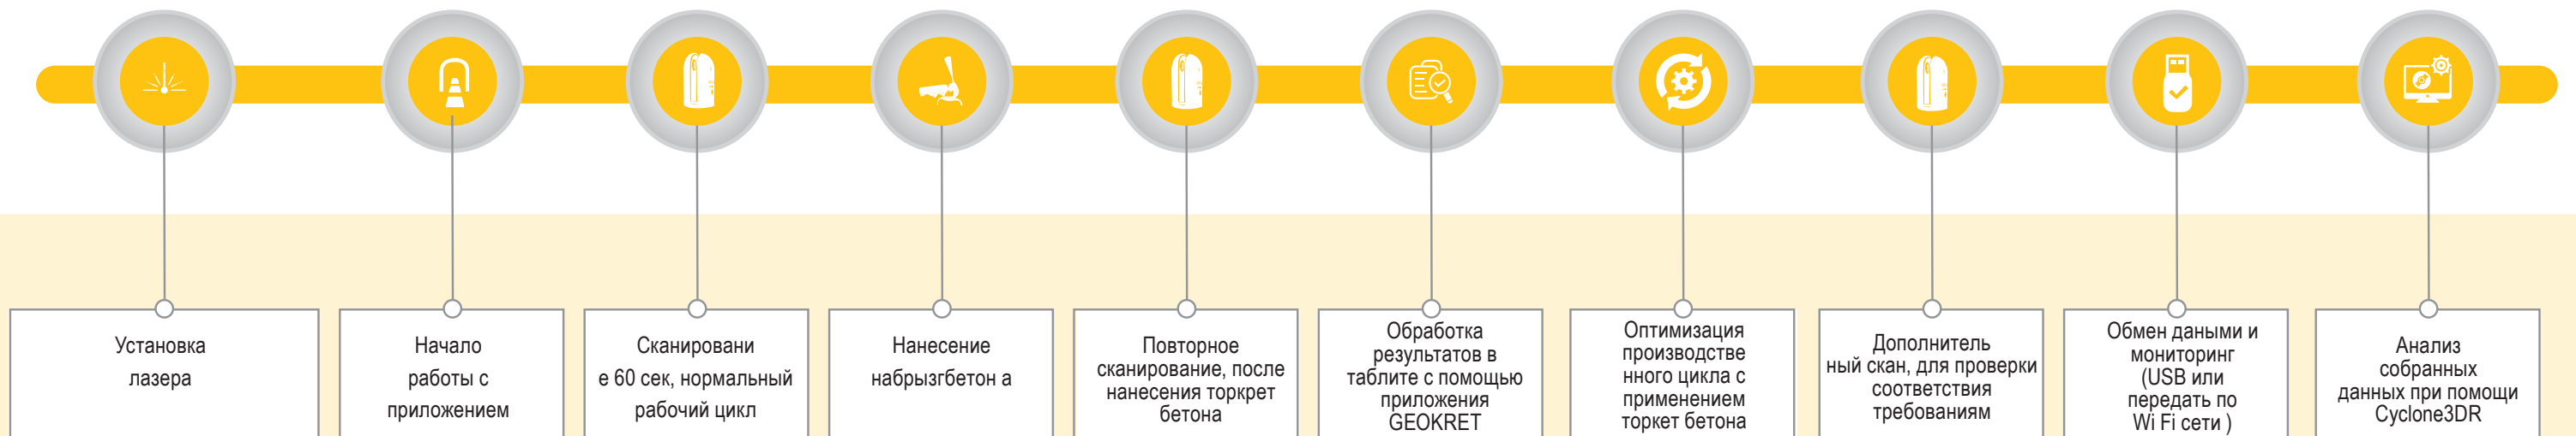 Установка
лазера
Начало
работы с
приложением
Сканировани
е 60 сек, нормальный
рабочий цикл
Нанесение
набрызгбетон а
Повторное
сканирование, после
нанесения торкрет
бетона
Обработка
результатов в
таблите с помощью
приложения
GEOKRET
Оптимизация
производстве
нного цикла с
применением
торкет бетона
Дополнитель
ный скан, для проверки
соответствия
требованиям
Обмен даными и
мониторинг
(USB или
передать по
Wi Fi сети )
Анализ
собранных
данных при помощи
Cyclone3DR